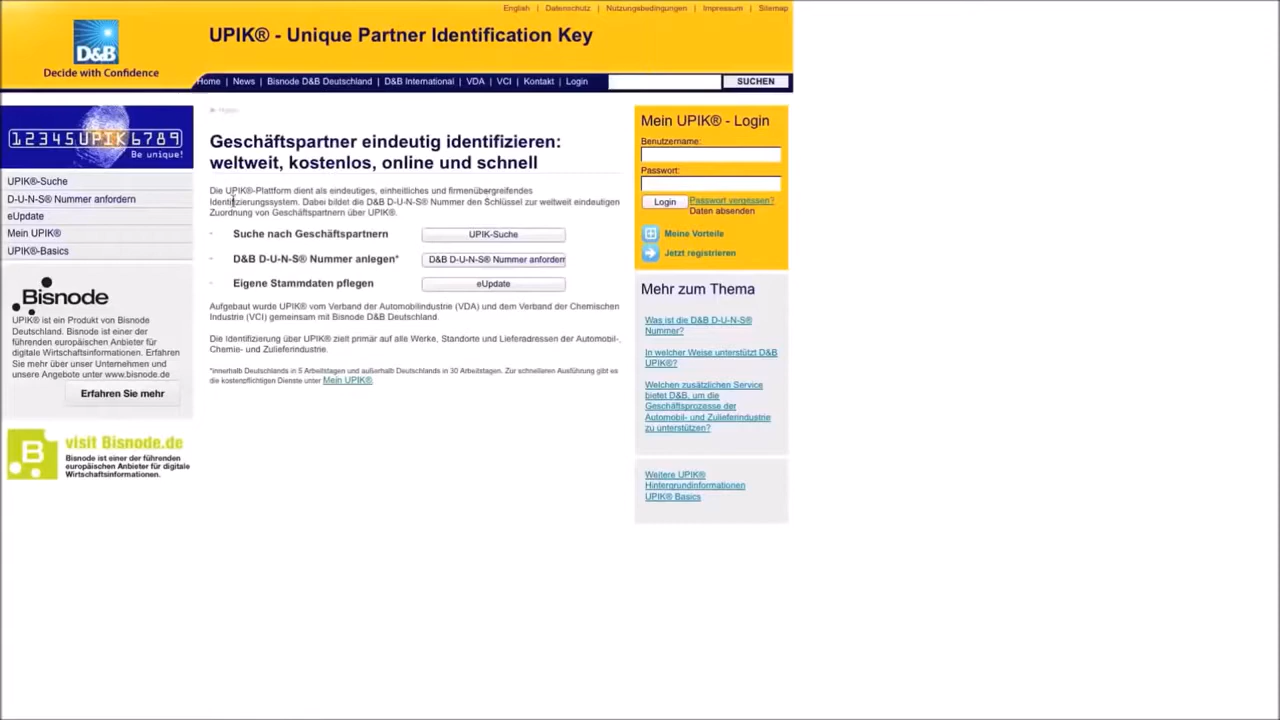 English | Datenschutz | Nutzungsbedingungen | Impressum | Sitemap
D&B
Decide with Confidence
UPIK® - Unique Partner Identification Key
Home | News | Bisnode D&B Deutschland | D&B International | VDA | VCI | Kontakt | Login
SUCHEN
12345UPIK6789
Be unique!
UPIK®-Suche
D-U-N-S® Nummer anfordern
eUpdate
Mein UPIK®
UPIK®-Basics
Bisnode
UPIK® ist ein Produkt von Bisnode
Deutschland. Bisnode ist einer der
führenden europäischen Anbieter für
digitale Wirtschaftsinformationen. Erfahren
Sie mehr über unser Unternehmen und
unsere Angebote unter www.bisnode.de
Erfahren Sie mehr
B
visit Bisnode.de
Bisnode ist einer der führenden
europäischen Anbieter für digitale
Wirtschaftsinformationen.
Geschäftspartner eindeutig identifizieren:
weltweit, kostenlos, online und schnell
Die UPIK®-Plattform dient als eindeutiges, einheitliches und firmenübergreifendes
Identifizierungssystem. Dabei bildet die D&B D-U-N-S® Nummer den Schlüssel zur weltweit eindeutigen
Zuordnung von Geschäftspartnern über UPIK®.
- Suche nach Geschäftspartnern UPIK-Suche
- D&B D-U-N-S® Nummer anlegen* D&B D-U-N-S® Nummer anfordern
- Eigene Stammdaten pflegen eUpdate
Aufgebaut wurde UPIK® vom Verband der Automobilindustrie (VDA) und dem Verband der Chemischen
Industrie (VCI) gemeinsam mit Bisnode D&B Deutschland.
Die Identifizierung über UPIK® zielt primär auf alle Werke, Standorte und Lieferadressen der Automobil-,
Chemie- und Zulieferindustrie.
*innerhalb Deutschlands in 5 Arbeitstagen und außerhalb Deutschlands in 30 Arbeitstagen. Zur schnelleren Ausführung gibt es
die kostenpflichtigen Dienste unter Mein UPIK®.
Mein UPIK® - Login
Benutzername:
Passwort:
Login Passwort vergessen?
Daten absenden
Meine Vorteile
Jetzt registrieren
Mehr zum Thema
Was ist die D&B D-U-N-S®
Nummer?
In welcher Weise unterstützt D&B
UPIK®?
Welchen zusätzlichen Service
bietet D&B, um die
Geschäftsprozesse der
Automobil- und Zulieferindustrie
zu unterstützen?
Weitere UPIK®
Hintergrundinformationen
UPIK® Basics